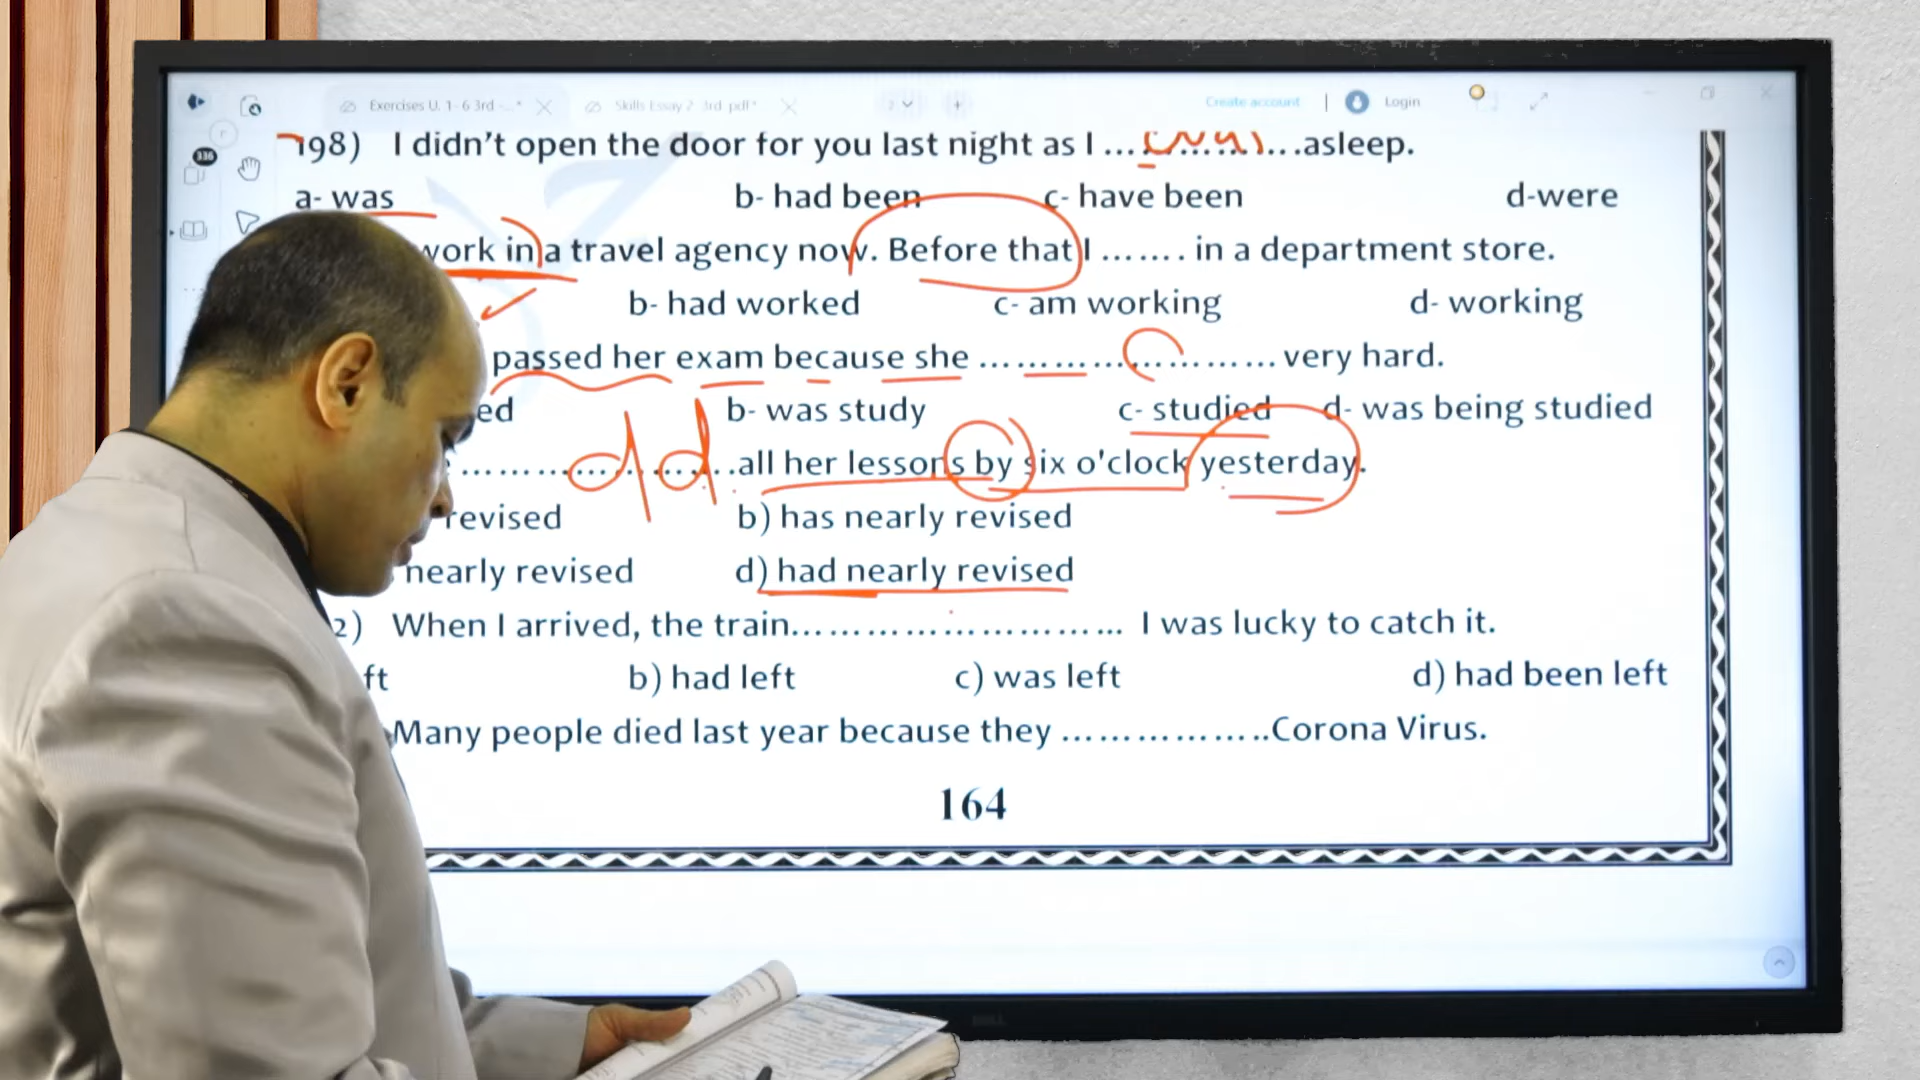 Exercises U. 1-6 3rd -...* Skills Essay 2 3rd pdf* Create account | Login
336
198) I didn't open the door for you last night as I ................asleep.
was
a- was b- had been c- have been d-were
work in a travel agency now. Before that I ....... in a department store.
b- had worked c- am working d- working
passed her exam because she .......................... very hard.
ed b- was study c- studied d- was being studied
........................all her lessons by six o'clock yesterday.
revised b) has nearly revised
nearly revised d) had nearly revised
2) When I arrived, the train.............................. I was lucky to catch it.
ft b) had left c) was left d) had been left
Many people died last year because they ..................Corona Virus.
164
DELL